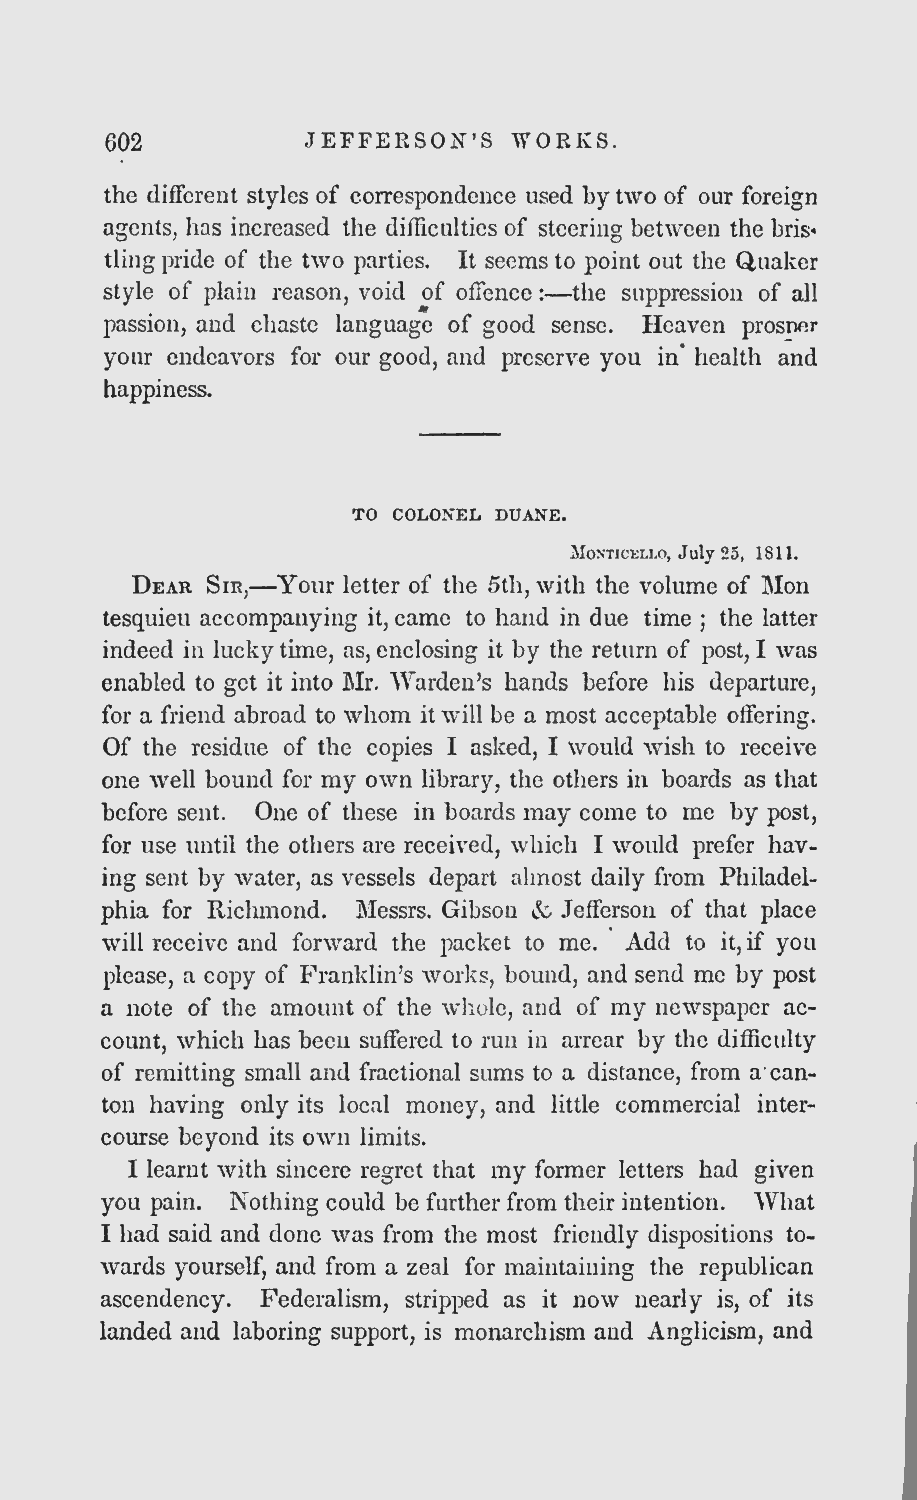 602 JEFFERSON'S WORKS.
the different styles of correspondence used by two of our foreign
agents, has increased the difficulties of steering between the bris-
tling pride of the two parties. It seems to point out the Quaker
style of plain reason, void of offence :—the suppression of all
passion, and chaste language of good sense. Heaven prosper
your endeavors for our good, and preserve you in health and
happiness.
TO COLONEL DUANE.
MONTICELLO, July 25, 1811.
DEAR SIR,—Your letter of the 5th, with the volume of Mon
tesquieu accompanying it, came to hand in due time ; the latter
indeed in lucky time, as, enclosing it by the return of post, I was
enabled to get it into Mr. Warden's hands before his departure,
for a friend abroad to whom it will be a most acceptable offering.
Of the residue of the copies I asked, I would wish to receive
one well bound for my own library, the others in boards as that
before sent. One of these in boards may come to me by post,
for use until the others are received, which I would prefer hav-
ing sent by water, as vessels depart almost daily from Philadel-
phia for Richmond. Messrs. Gibson & Jefferson of that place
will receive and forward the packet to me. Add to it, if you
please, a copy of Franklin's works, bound, and send me by post
a note of the amount of the whole, and of my newspaper ac-
count, which has been suffered to run in arrear by the difficulty
of remitting small and fractional sums to a distance, from a can-
ton having only its local money, and little commercial inter-
course beyond its own limits.
I learnt with sincere regret that my former letters had given
you pain. Nothing could be further from their intention. What
I had said and done was from the most friendly dispositions to-
wards yourself, and from a zeal for maintaining the republican
ascendency. Federalism, stripped as it now nearly is, of its
landed and laboring support, is monarchism and Anglicism, and